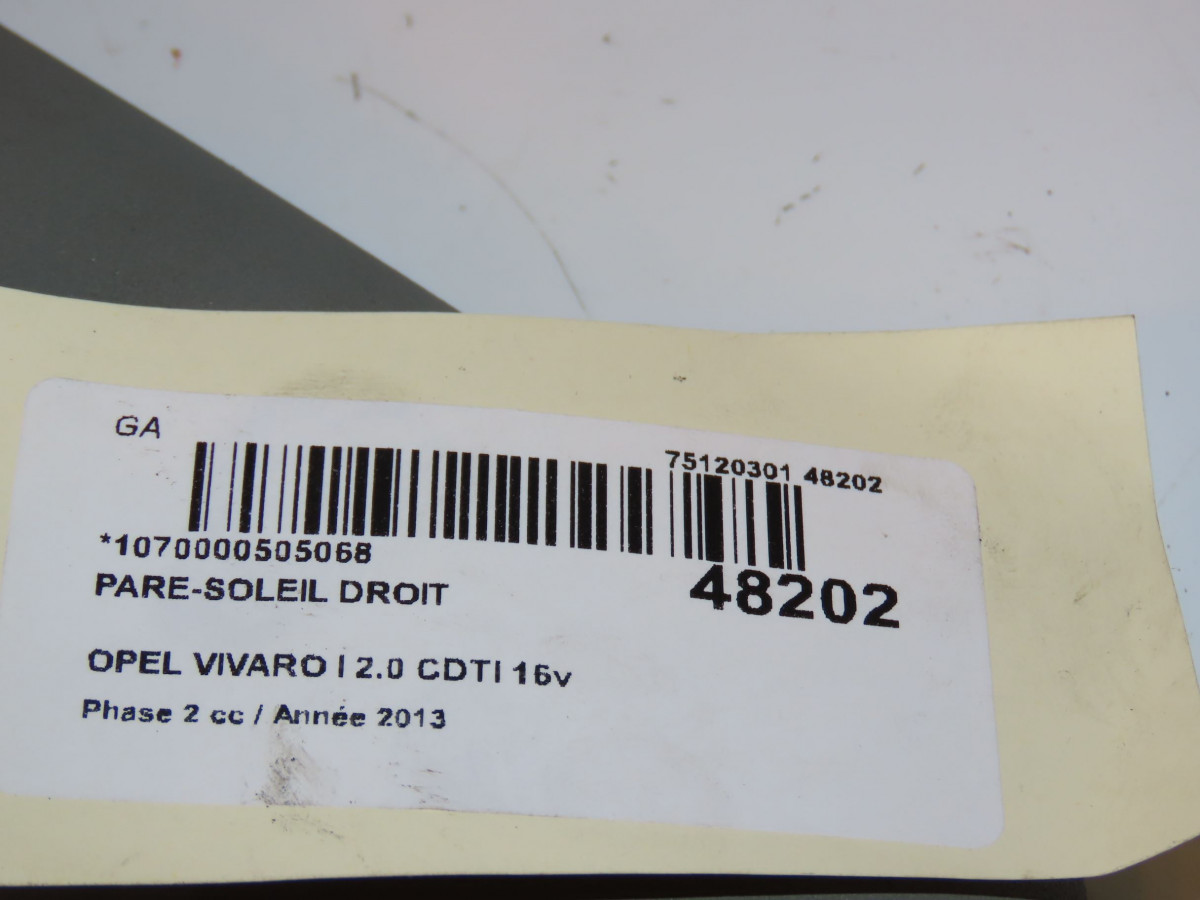 GA
75120301 48202
*1070000505068
48202
PARE-SOLEIL DROIT
OPEL VIVARO I 2.0 CDTI 16v
Phase 2 cc / Année 2013